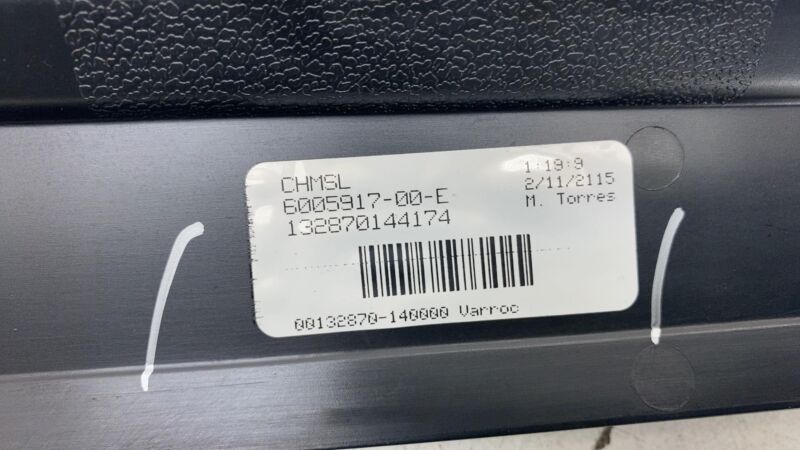 CHMSL
6005917-00-E
132870144174
1:19:9
2/11/2115
M. Torres
00132870-140000 Varroc